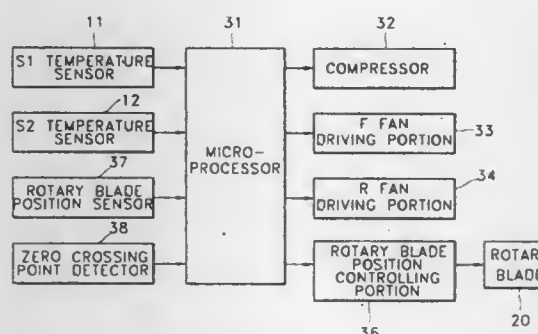 11
31
32
S1 TEMPERATURE
SENSOR
COMPRESSOR
12
S2 TEMPERATURE
SENSOR
F FAN
DRIVING PORTION
33
MICRO-
PROCESSOR
37
ROTARY BLADE
POSITION SENSOR
R FAN
DRIVING PORTION
34
38
ZERO CROSSING
POINT DETECTOR
ROTARY BLADE
POSITION
CONTROLLING
PORTION
ROTAR
BLADE
36
20